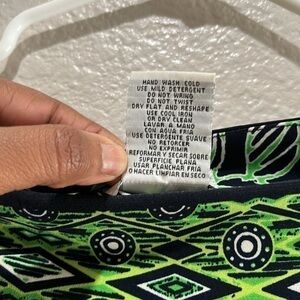 HAND WASH COLD
USE MILD DETERGENT
DO NOT WRING
DO NOT TWIST
DRY FLAT AND RESHAPE
USE COOL IRON
OR DRY CLEAN
LAVAR A MANO
CON AGUA FRIA
USE DETERGENTE SUAVE
NO RETORCER
NO EXPRIMIR
REFORMAR Y SECAR SOBRE
SUPERFICIE PLANA
USAR PLANCHAR FRIA
O HACER LIMPIAR EN SECO